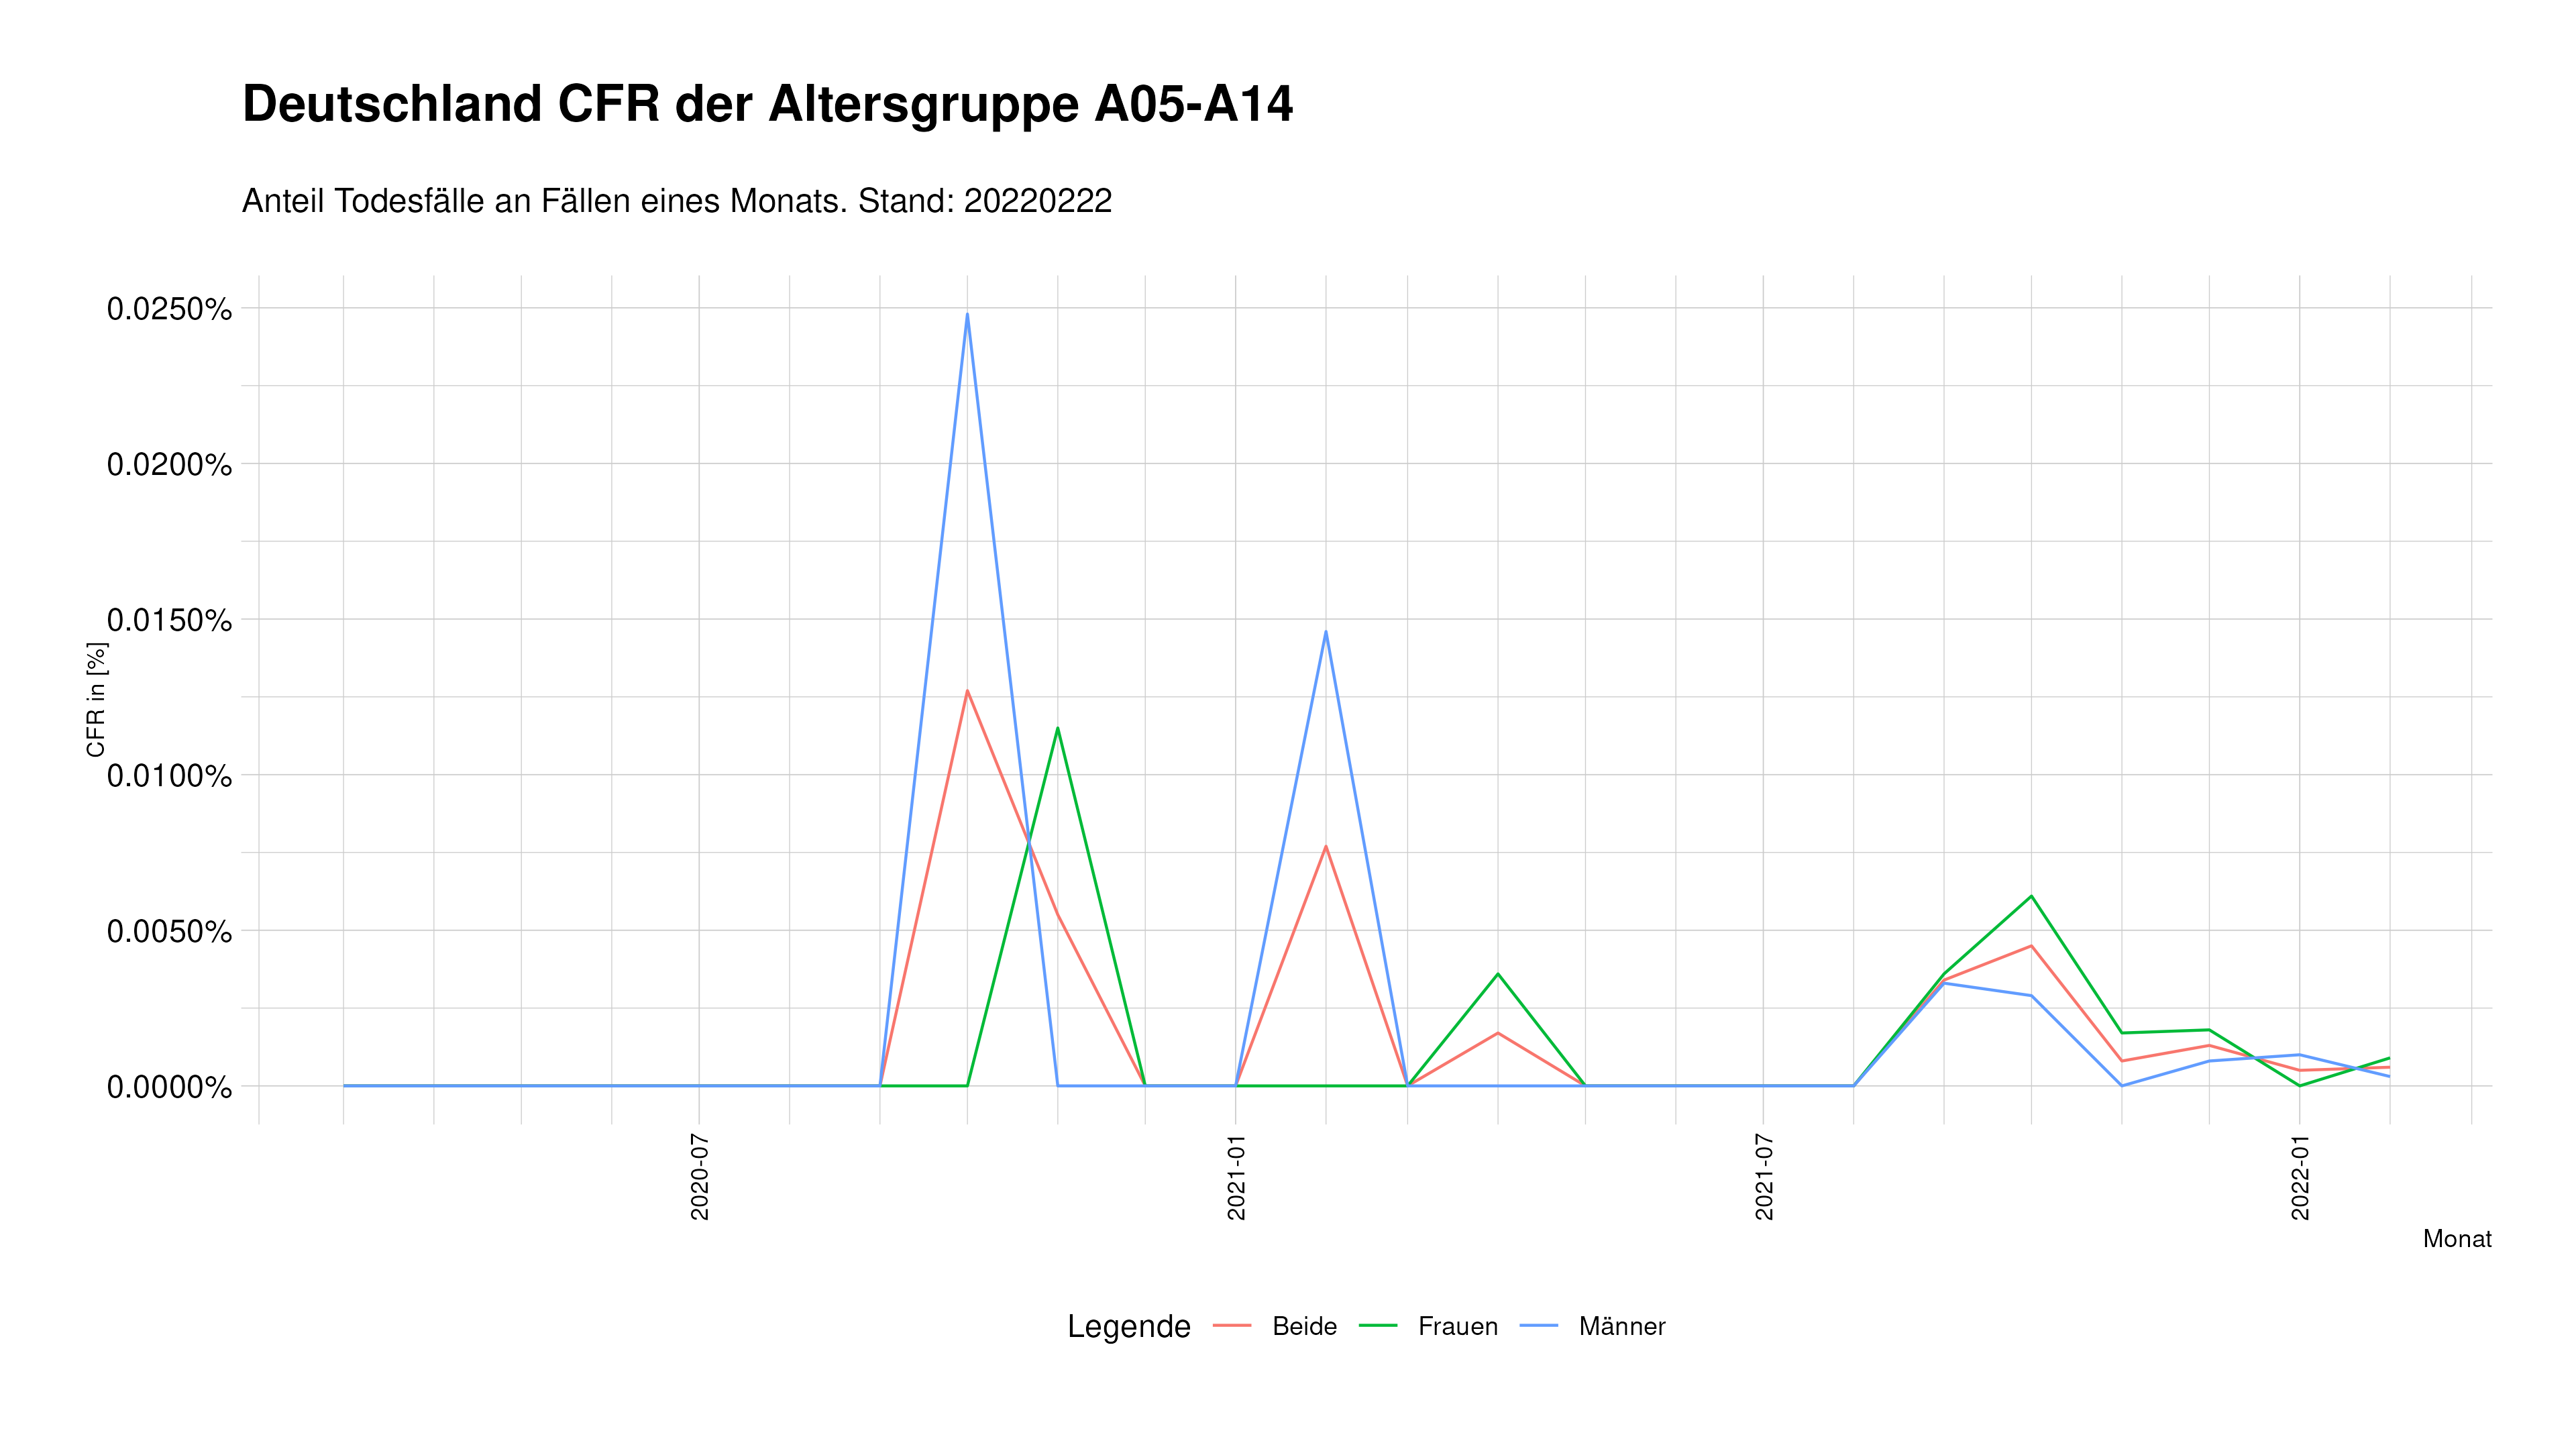 Deutschland CFR der Altersgruppe A05-A14
Anteil Todesfälle an Fällen eines Monats. Stand: 20220222
CFR in [%]
0.0250%
0.0200%
0.0150%
0.0100%
0.0050%
0.0000%
2020-07
2021-01
2021-07
2022-01
Monat
Legende Beide Frauen Männer